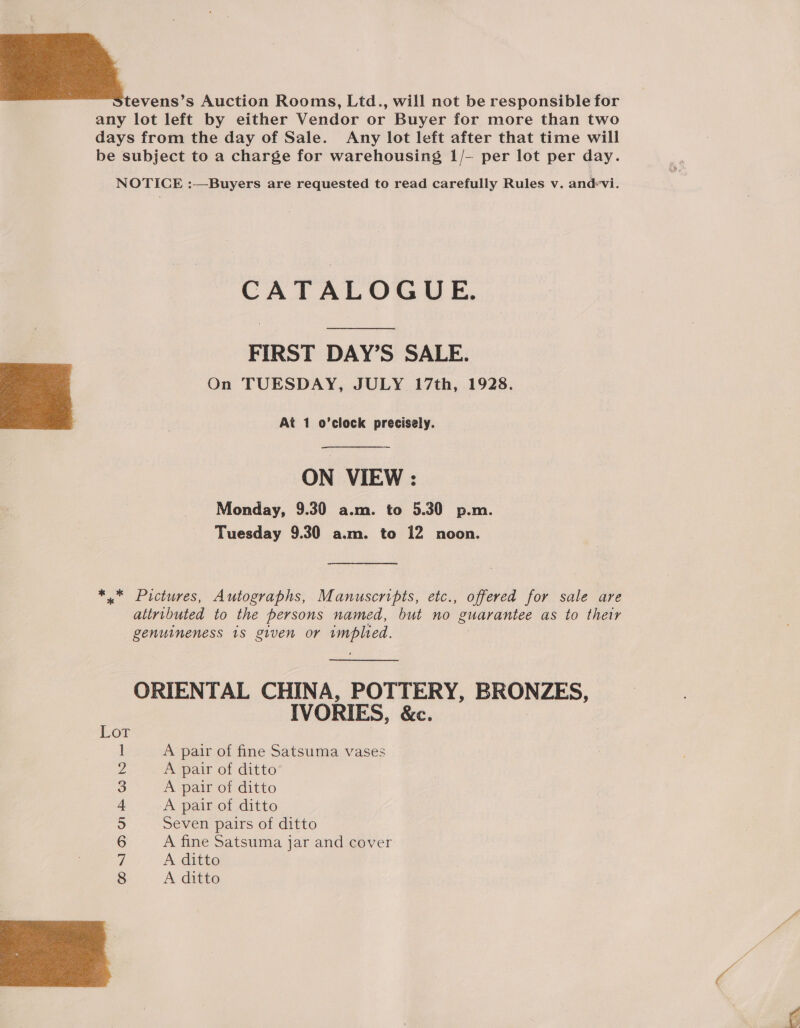 Stevens's Auction Rooms, Ltd., will not be responsible for
any lot left by either Vendor or Buyer for more than two
days from the day of Sale. Any lot left after that time will
be subject to a charge for warehousing 1/- per lot per day.
NOTICE :—Buyers are requested to read carefully Rules v. and vi.
CATALOGUE.
FIRST DAY'S SALE.
On TUESDAY, JULY 17th, 1928.
At 1 o'clock precisely.
ON VIEW :
Monday, 9.30 a.m. to 5.30 p.m.
Tuesday 9.30 a.m. to 12 noon.
*** Pictures, Autographs, Manuscripts, etc., offered for sale are
attributed to the persons named, but no guarantee as to their
genuineness is given or implied.
ORIENTAL CHINA, POTTERY, BRONZES,
IVORIES, &c.
LOT
1 A pair of fine Satsuma vases
2 A pair of ditto
3 A pair of ditto
4 A pair of ditto
5 Seven pairs of ditto
6 A fine Satsuma jar and cover
7 A ditto
8 A ditto